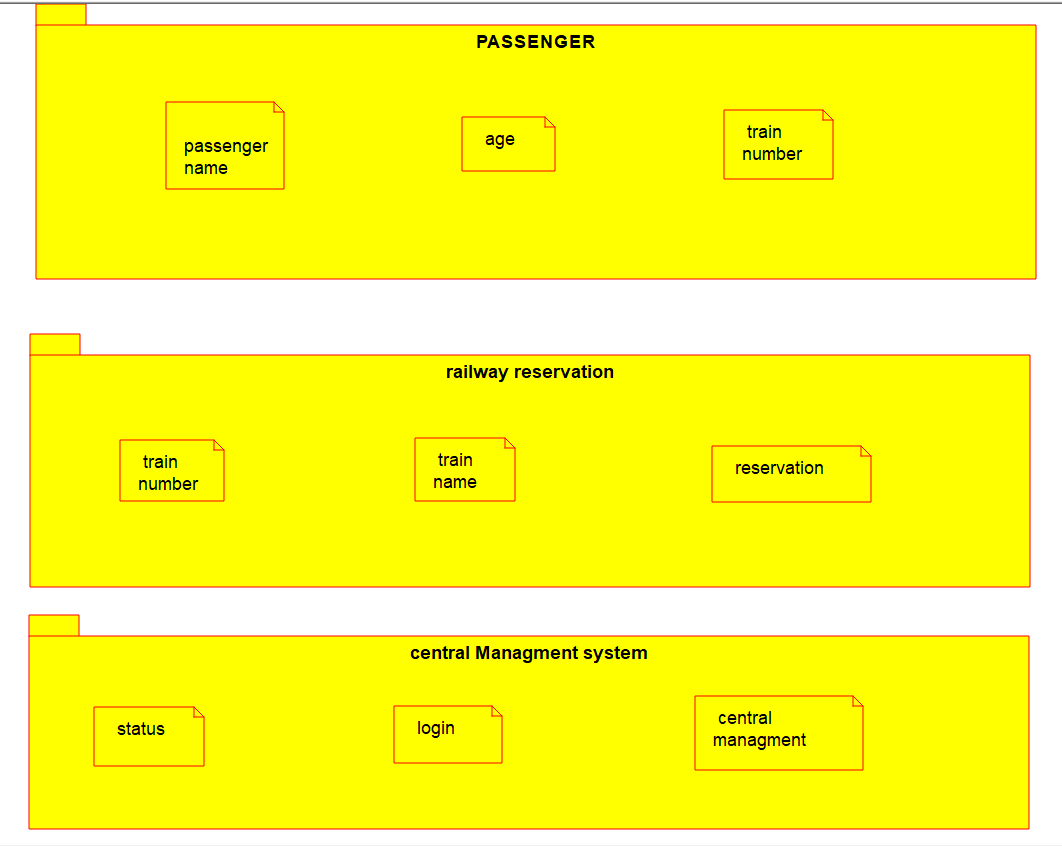 PASSENGER
passenger
name
age
train
number
railway reservation
train
number
train
name
reservation
central Managment system
status
login
central
managment